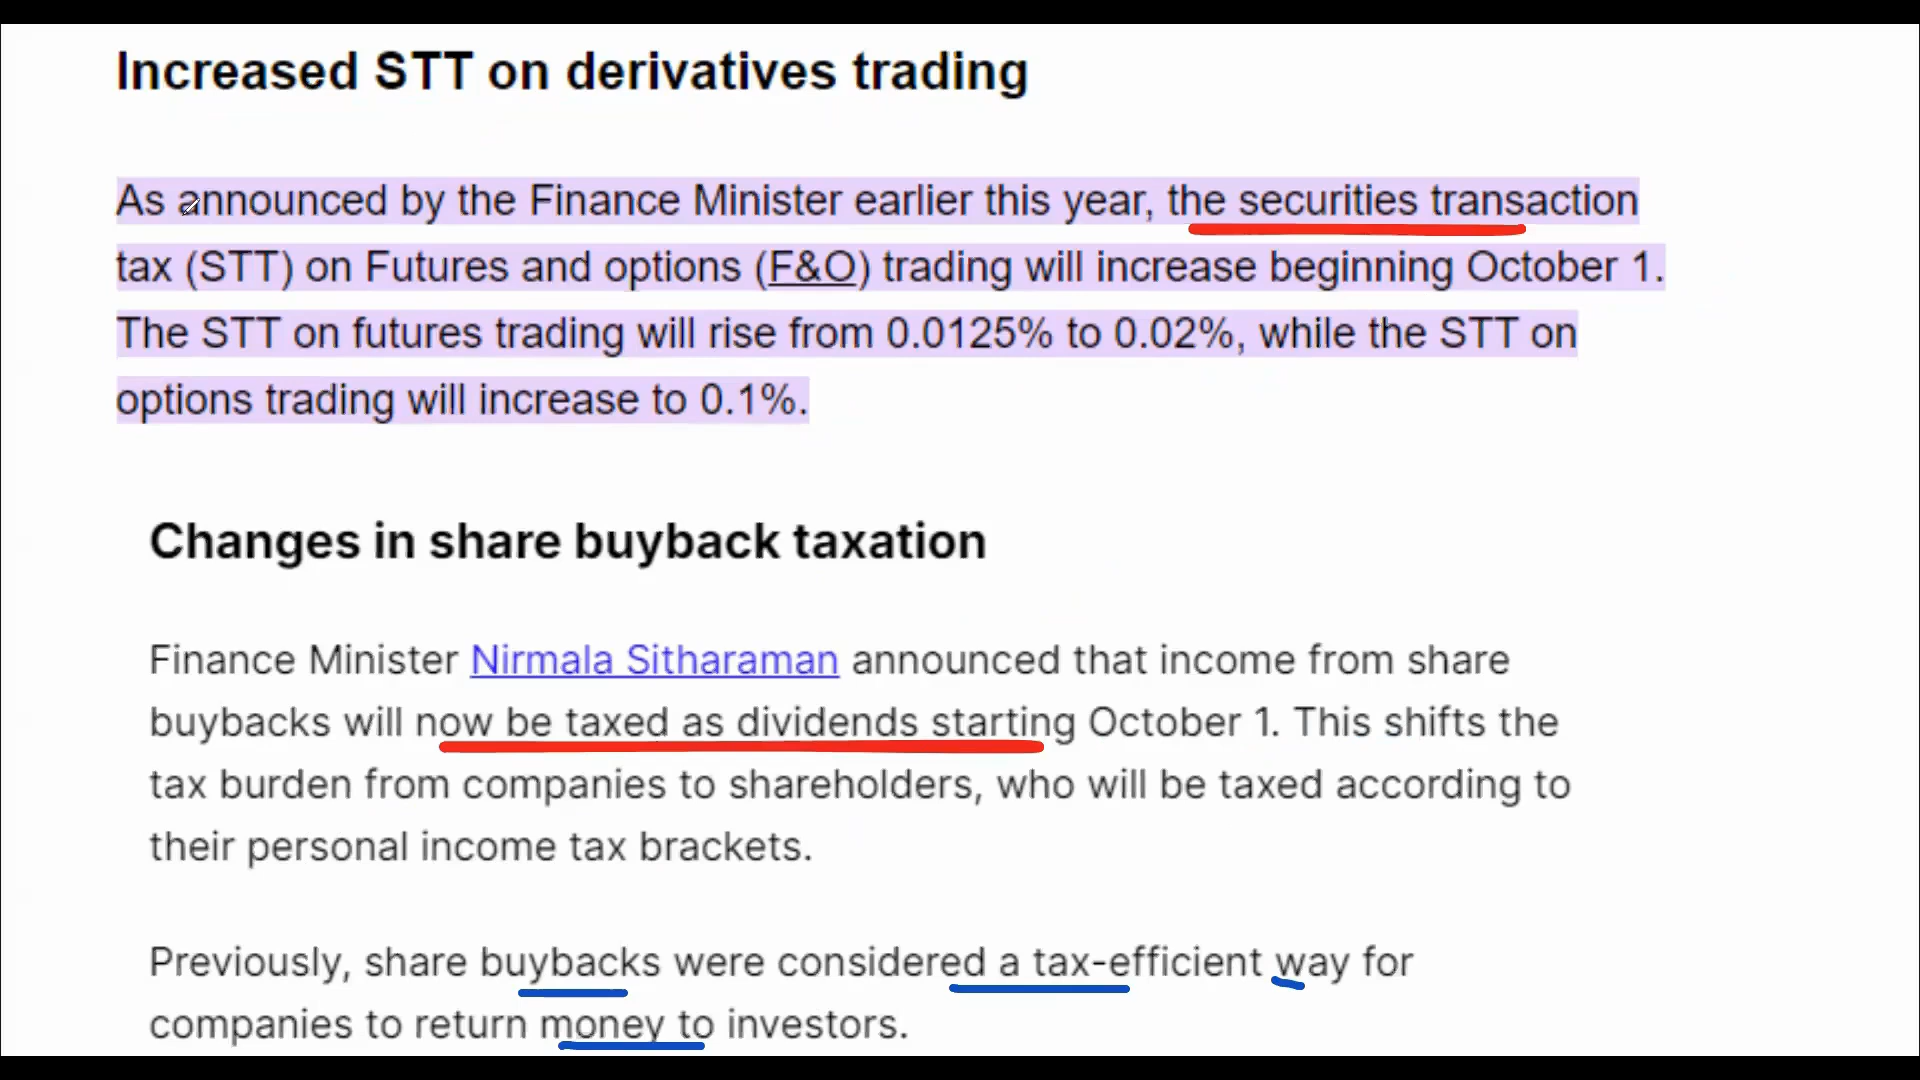 Increased STT on derivatives trading
As announced by the Finance Minister earlier this year, the securities transaction
tax (STT) on Futures and options (F&O) trading will increase beginning October 1.
The STT on futures trading will rise from 0.0125% to 0.02%, while the STT on
options trading will increase to 0.1%.
Changes in share buyback taxation
Finance Minister Nirmala Sitharaman announced that income from share
buybacks will now be taxed as dividends starting October 1. This shifts the
tax burden from companies to shareholders, who will be taxed according to
their personal income tax brackets.
Previously, share buybacks were considered a tax-efficient way for
companies to return money to investors.